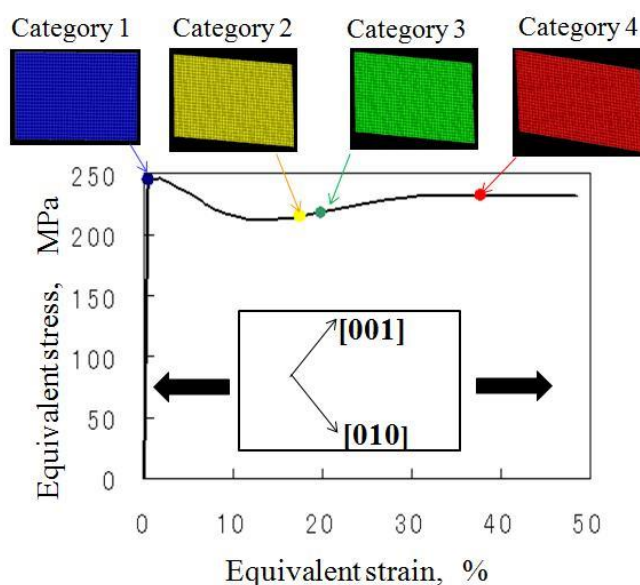 Category 1
Category 2
Category 3
Category 4
250
200
150
100
50
0
Equivalent stress, MPa
[001]
[010]
0
10
20
30
40
50
Equivalent strain, %